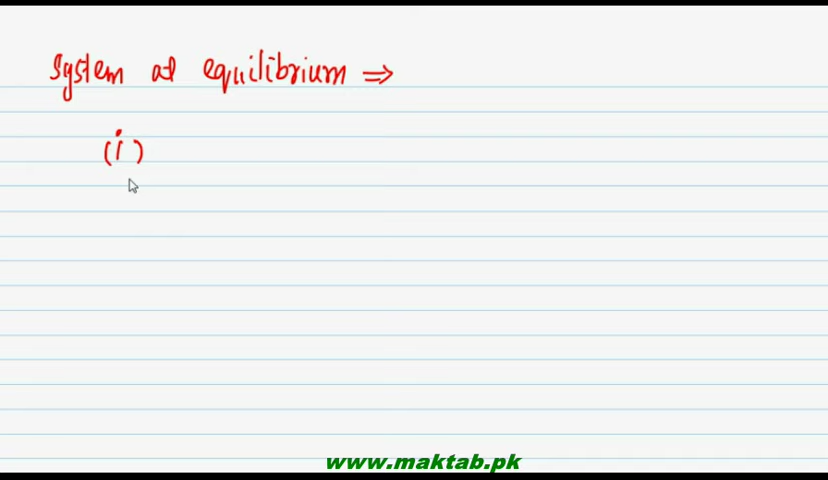 System at equilibrium ⇒
(i)
www.maktab.pk